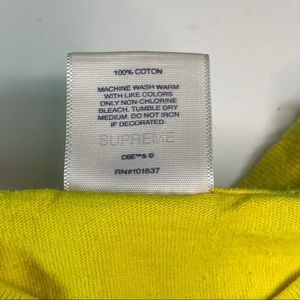 100% COTON
MACHINE WASH WARM
WITH LIKE COLORS
ONLY NON-CHLORINE
BLEACH. TUMBLE DRY
MEDIUM. DO NOT IRON
IF DECORATED.
SUPREME
DSE™& ©
RN#101837